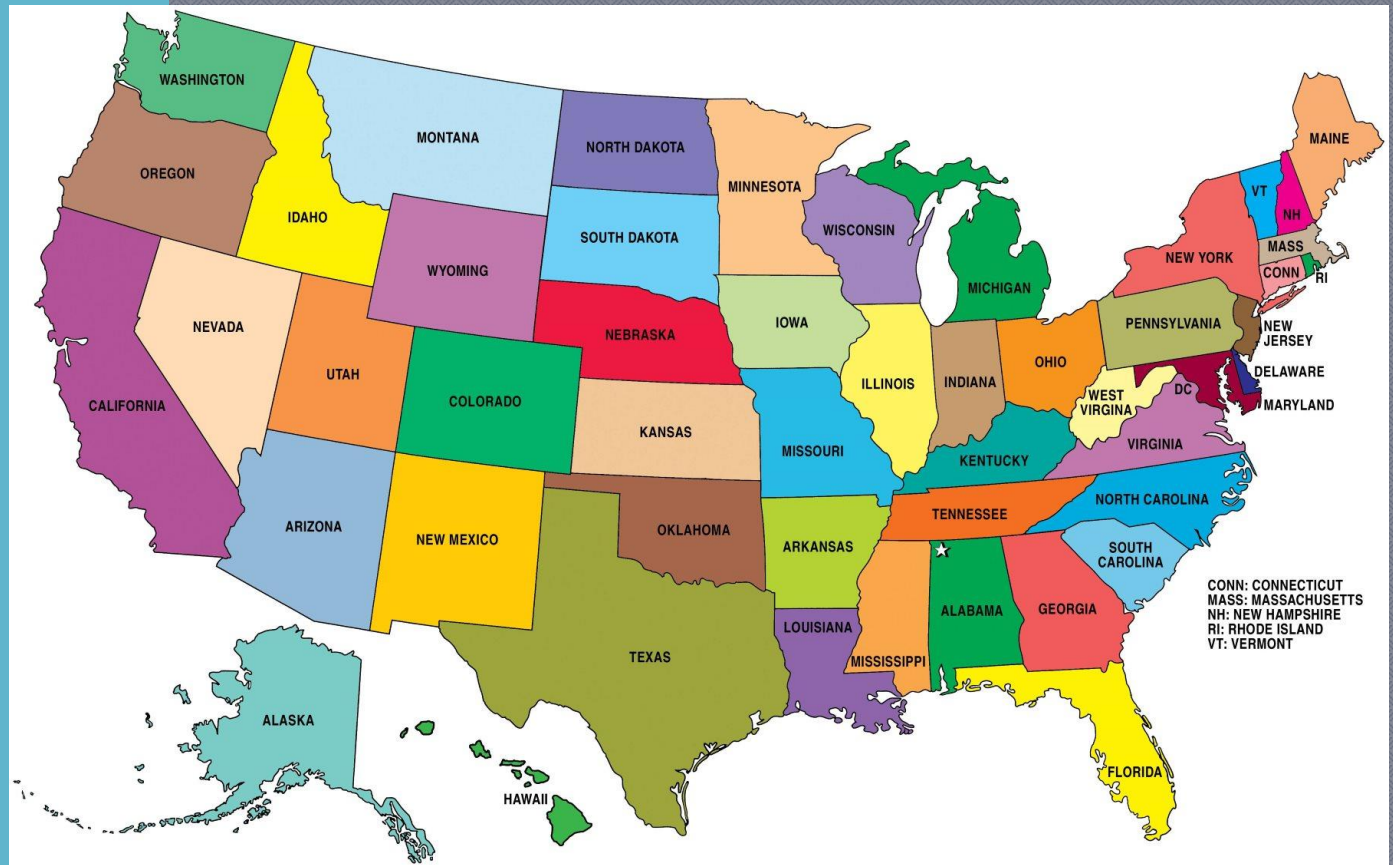 WASHINGTON
MONTANA
NORTH DAKOTA
MINNESOTA
MAINE
OREGON
IDAHO
VT
NH
WISCONSIN
SOUTH DAKOTA
MASS
NEW YORK
WYOMING
CONN
RI
MICHIGAN
NEVADA
IOWA
PENNSYLVANIA
NEW
JERSEY
NEBRASKA
OHIO
UTAH
ILLINOIS
INDIANA
DELAWARE
COLORADO
WEST
VIRGINA
DC
MARYLAND
CALIFORNIA
KANSAS
VIRGINIA
MISSOURI
KENTUCKY
NORTH CAROLINA
TENNESSEE
ARIZONA
NEW MEXICO
OKLAHOMA
ARKANSAS
SOUTH
CAROLINA
CONN: CONNECTICUT
MASS: MASSACHUSETTS
NH: NEW HAMPSHIRE
RI: RHODE ISLAND
VT: VERMONT
ALABAMA
GEORGIA
LOUISIANA
TEXAS
MISSISSIPPI
ALASKA
FLORIDA
HAWAII